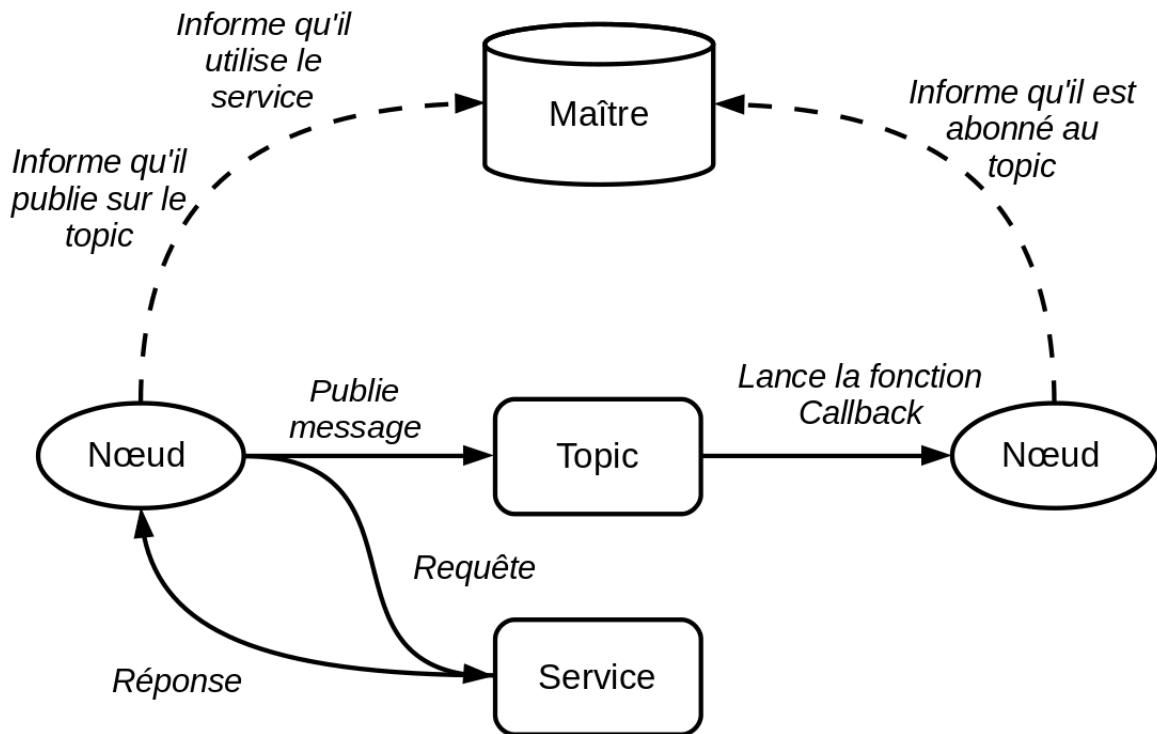 Informe qu'il
utilise le
service
Maître
Informe qu'il est
abonné au
topic
Informe qu'il
publie sur le
topic
Publie
message
Lance la fonction
Callback
Nœud
Topic
Nœud
Requête
Réponse
Service